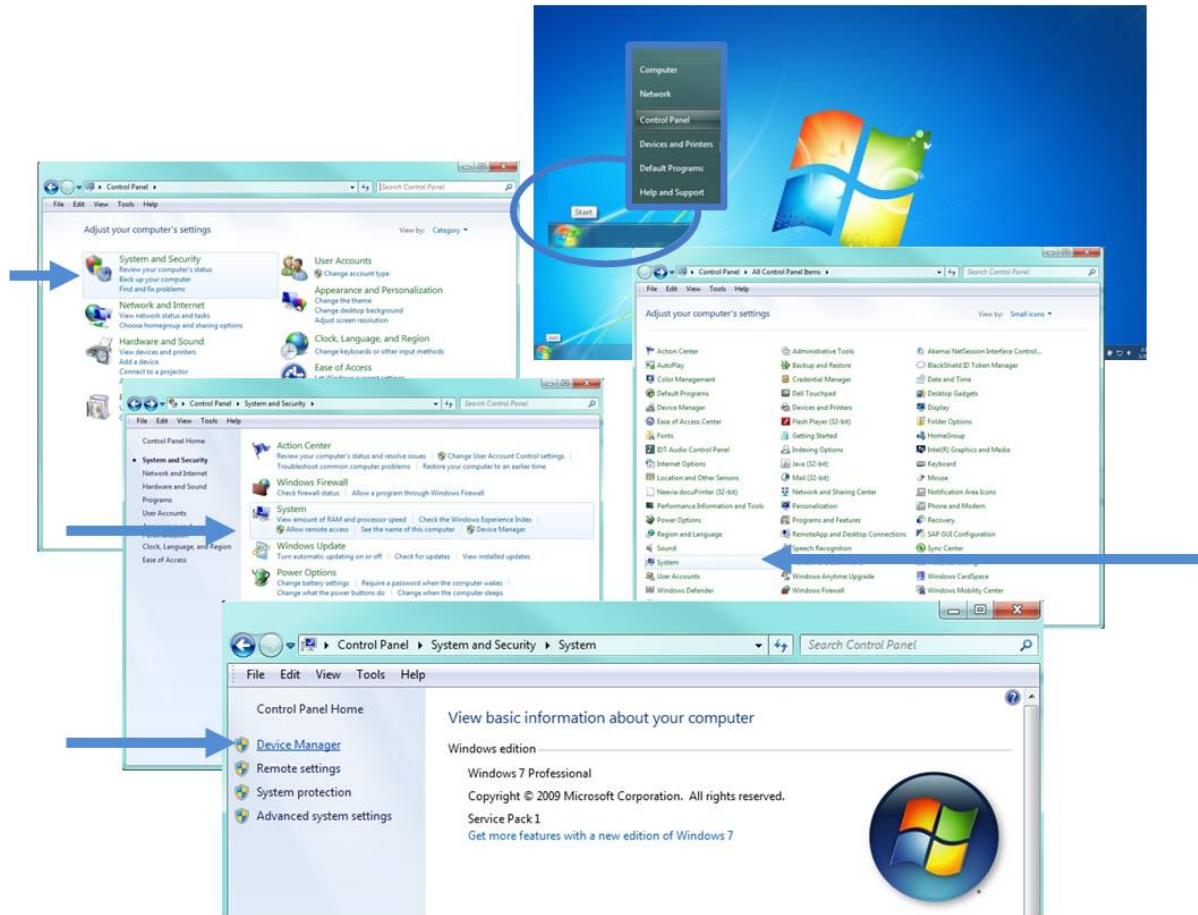 Computer
Network
Control Panel
Devices and Printers
Default Programs
Help and Support
Start
Start
Control Panel
Search Control Panel
File Edit View Tools Help
Adjust your computer's settings
View by: Category
System and Security
Review your computer's status
Back up your computer
Find and fix problems
Network and Internet
View network status and tasks
Choose homegroup and sharing options
Hardware and Sound
View devices and printers
Add a device
Connect to a projector
User Accounts
Change account type
Appearance and Personalization
Change the theme
Change desktop background
Adjust screen resolution
Clock, Language, and Region
Change keyboards or other input methods
Ease of Access
Control Panel All Control Panel Items
Search Control Panel
File Edit View Tools Help
Adjust your computer's settings
View by: Small icons
Action Center Administrative Tools Akamai NetSession Interface Control...
AutoPlay Backup and Restore BlackShield ID Token Manager
Color Management Credential Manager Date and Time
Default Programs Dell Touchpad Desktop Gadgets
Device Manager Devices and Printers Display
Ease of Access Center Flash Player (32-bit) Folder Options
Fonts Getting Started HomeGroup
IDT Audio Control Panel Indexing Options Intel(R) Graphics and Media
Internet Options Java (32-bit) Keyboard
Location and Other Sensors Mail (32-bit) Mouse
Neevia docuPrinter (32-bit) Network and Sharing Center Notification Area Icons
Performance Information and Tools Personalization Phone and Modem
Power Options Programs and Features Recovery
Region and Language RemoteApp and Desktop Connections SAP GUI Configuration
Sound Speech Recognition Sync Center
System
User Accounts Windows Anytime Upgrade Windows CardSpace
Windows Defender Windows Firewall Windows Mobility Center
Control Panel System and Security
Search Control Panel
File Edit View Tools Help
Control Panel Home
System and Security
Network and Internet
Hardware and Sound
Programs
User Accounts
Personalization
Clock, Language, and Region
Ease of Access
Action Center
Review your computer's status and resolve issues Change User Account Control settings
Troubleshoot common computer problems Restore your computer to an earlier time
Windows Firewall
Check firewall status Allow a program through Windows Firewall
System
View amount of RAM and processor speed Check the Windows Experience Index
Allow remote access See the name of this computer Device Manager
Windows Update
Turn automatic updating on or off Check for updates View installed updates
Power Options
Change battery settings Require a password when the computer wakes
Change what the power buttons do Change when the computer sleeps
Control Panel System and Security System
Search Control Panel
File Edit View Tools Help
Control Panel Home
Device Manager
Remote settings
System protection
Advanced system settings
View basic information about your computer
Windows edition
Windows 7 Professional
Copyright © 2009 Microsoft Corporation. All rights reserved.
Service Pack 1
Get more features with a new edition of Windows 7